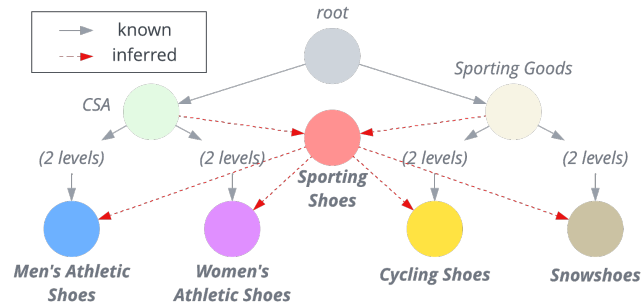 root
known
inferred
Sporting Goods
CSA
(2 levels)
(2 levels)
(2 levels)
(2 levels)
Sporting
Shoes
Men's Athletic
Shoes
Women's
Athletic Shoes
Cycling Shoes
Snowshoes